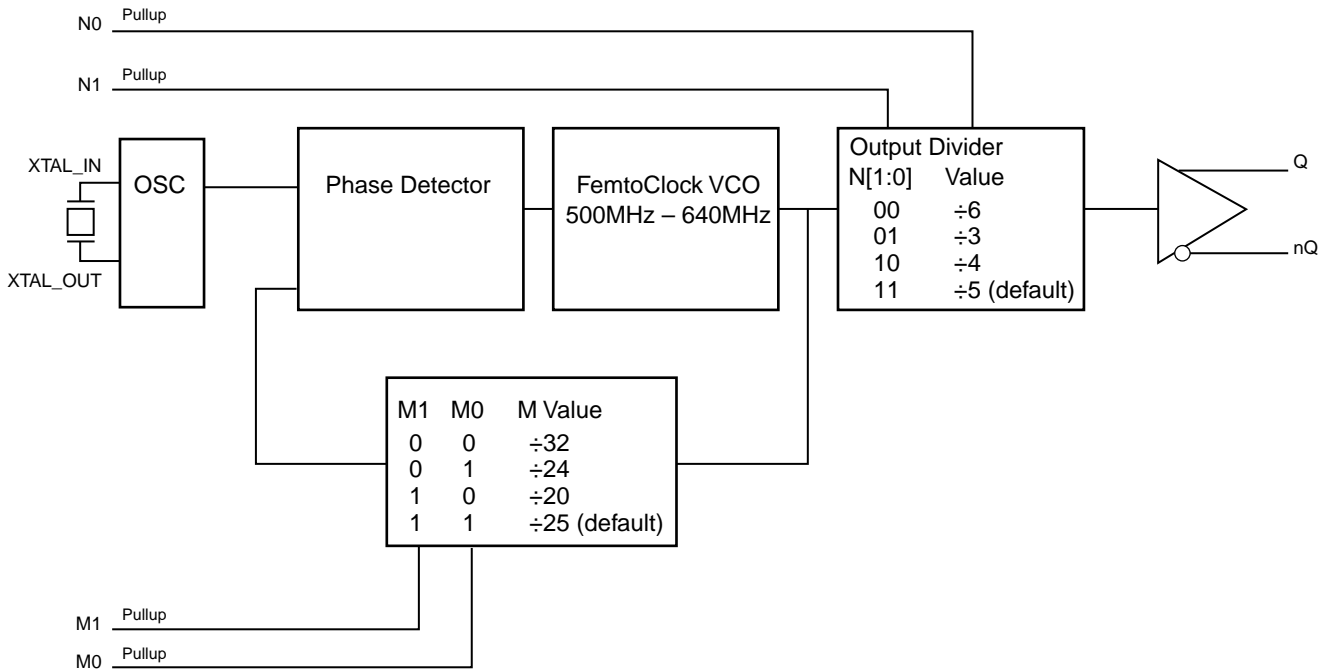 N0 Pullup
N1 Pullup
XTAL_IN
XTAL_OUT
OSC
Phase Detector
FemtoClock VCO
500MHz – 640MHz
Output Divider
N[1:0] Value
00 ÷6
01 ÷3
10 ÷4
11 ÷5 (default)
Q
nQ
M1 M0 M Value
0 0 ÷32
0 1 ÷24
1 0 ÷20
1 1 ÷25 (default)
M1 Pullup
M0 Pullup